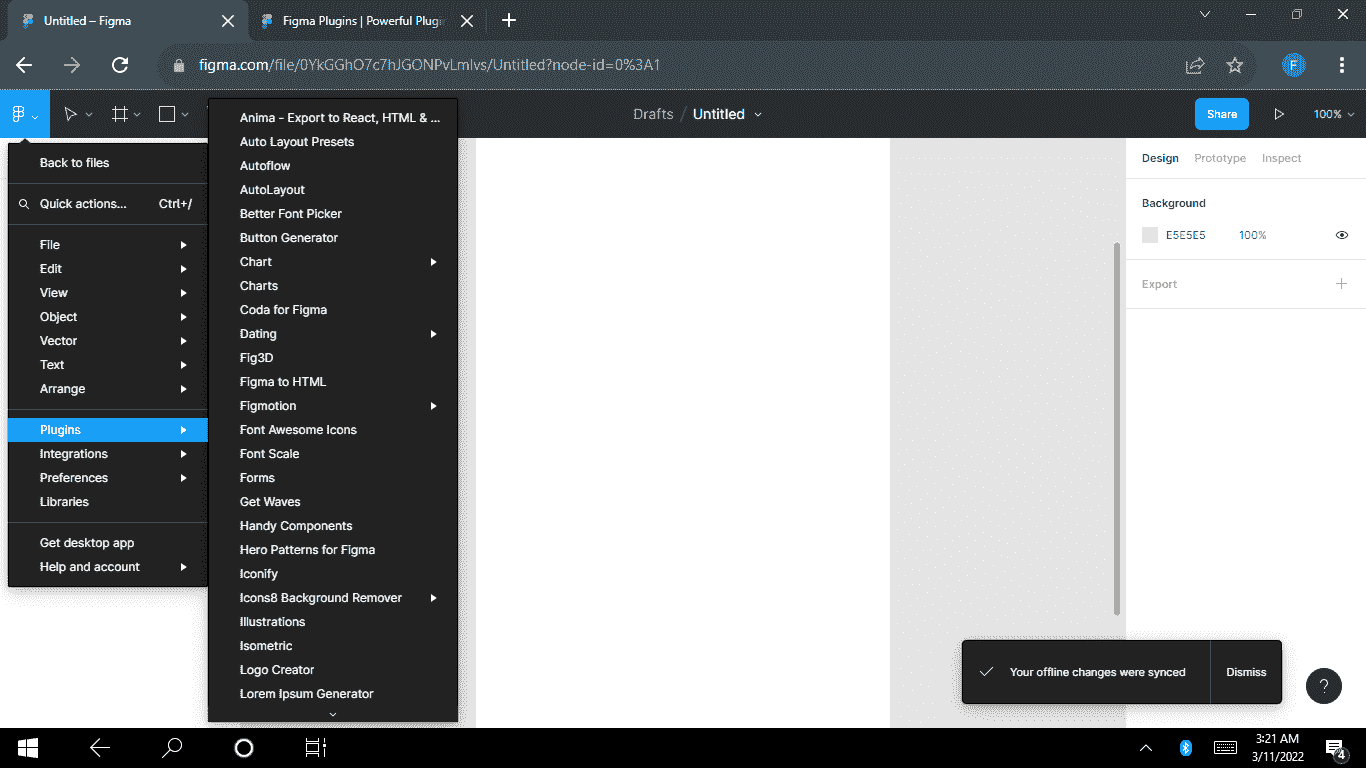 Untitled – Figma
Figma Plugins | Powerful Plugin
figma.com/file/0YkGGhO7c7hJGONPvLmlvs/Untitled?node-id=0%3A1
F
Drafts / Untitled
Share
100%
Back to files
Quick actions... Ctrl+/
File
Edit
View
Object
Vector
Text
Arrange
Plugins
Integrations
Preferences
Libraries
Get desktop app
Help and account
Anima - Export to React, HTML & ...
Auto Layout Presets
Autoflow
AutoLayout
Better Font Picker
Button Generator
Chart
Charts
Coda for Figma
Dating
Fig3D
Figma to HTML
Figmotion
Font Awesome Icons
Font Scale
Forms
Get Waves
Handy Components
Hero Patterns for Figma
Iconify
Icons8 Background Remover
Illustrations
Isometric
Logo Creator
Lorem Ipsum Generator
Design Prototype Inspect
Background
E5E5E5 100%
Export
Your offline changes were synced Dismiss
?
3:21 AM
3/11/2022
4